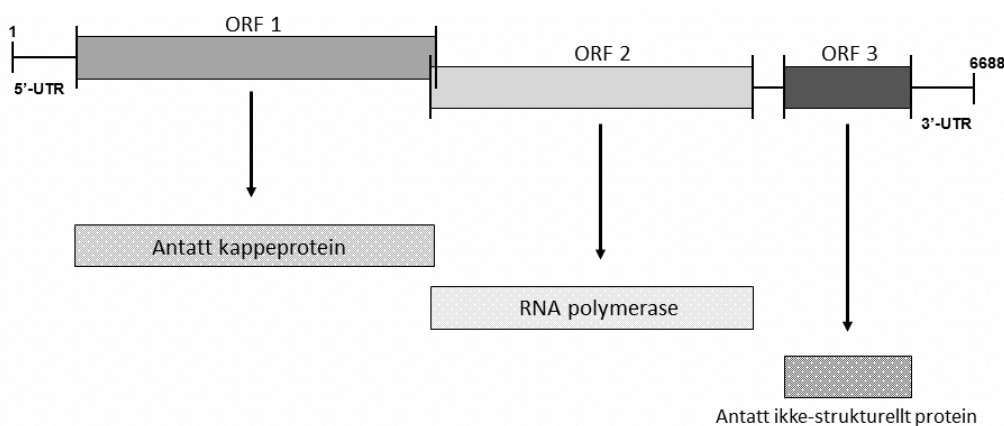 1
ORF 1
ORF 2
ORF 3
6688
5’-UTR
3’-UTR
Antatt kappeprotein
RNA polymerase
Antatt ikke-strukturellt protein